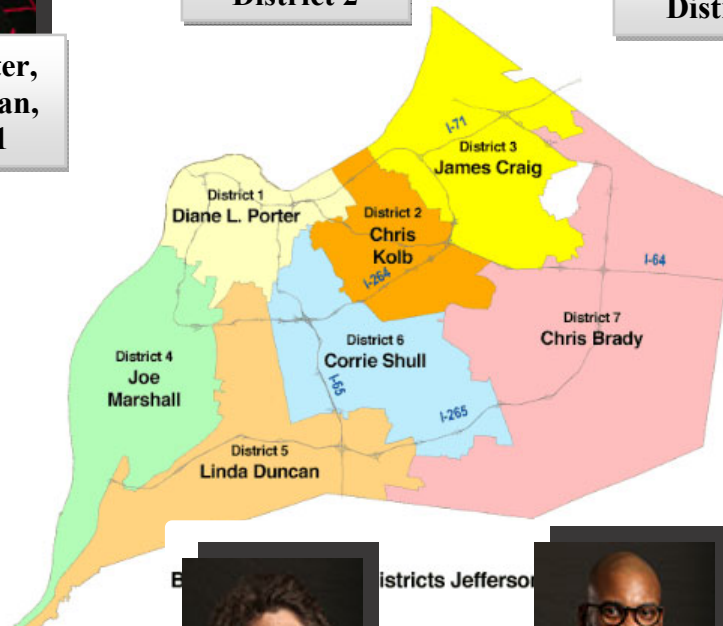 District 2
Dist
ter,
an,
1
I-71
District 3
James Craig
District 1
Diane L. Porter
District 2
Chris
Kolb
I-264
I-64
District 7
Chris Brady
District 6
Corrie Shull
District 4
Joe
Marshall
I-65
I-265
District 5
Linda Duncan
B
istricts Jefferso